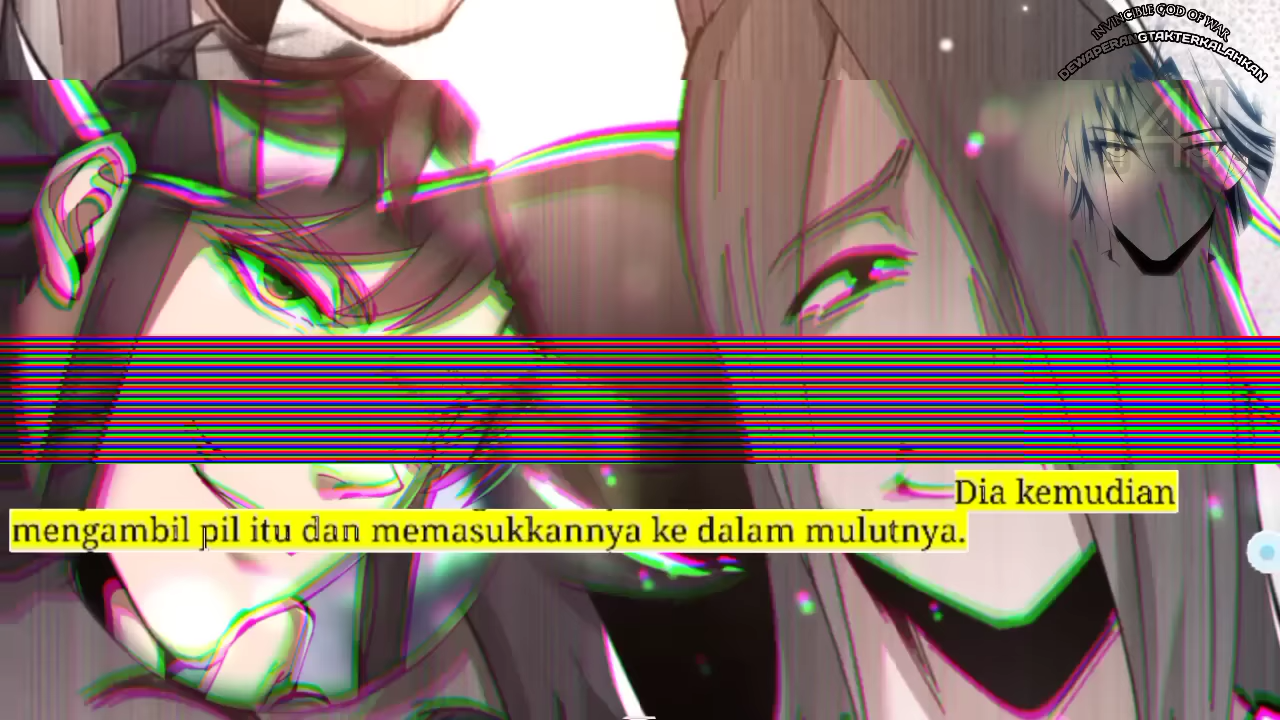 INVINCIBLE GOD OF WAR
DEWAPERANGTAKTERKALAHKAN
Dia kemudian
mengambil pil itu dan memasukkannya ke dalam mulutnya.